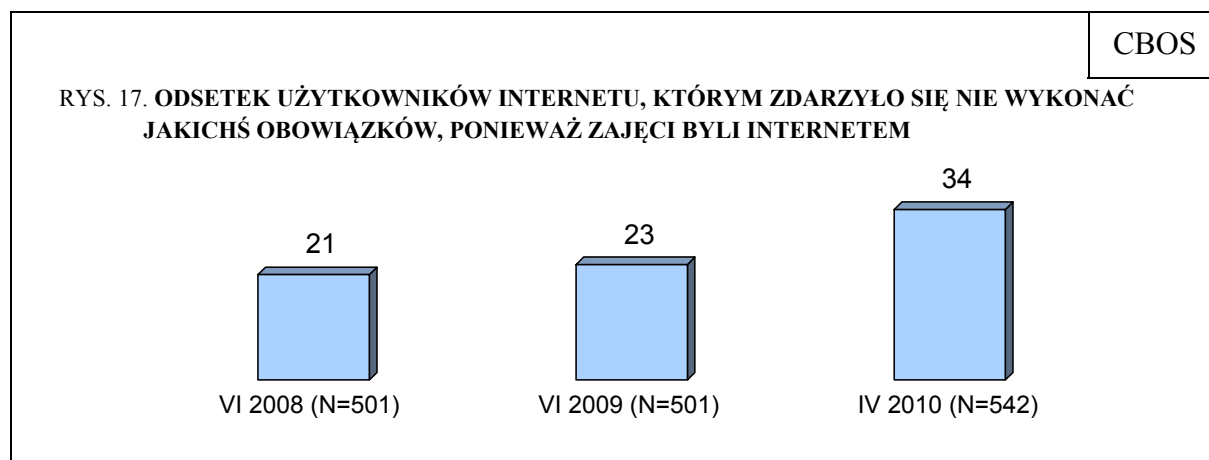 CBOS
RYS. 17. ODSETEK UŻYTKOWNIKÓW INTERNETU, KTÓRYM ZDARZYŁO SIĘ NIE WYKONAĆ
JAKICHŚ OBOWIĄZKÓW, PONIEWAŻ ZAJĘCI BYLI INTERNETEM
21
23
34
VI 2008 (N=501)
VI 2009 (N=501)
IV 2010 (N=542)